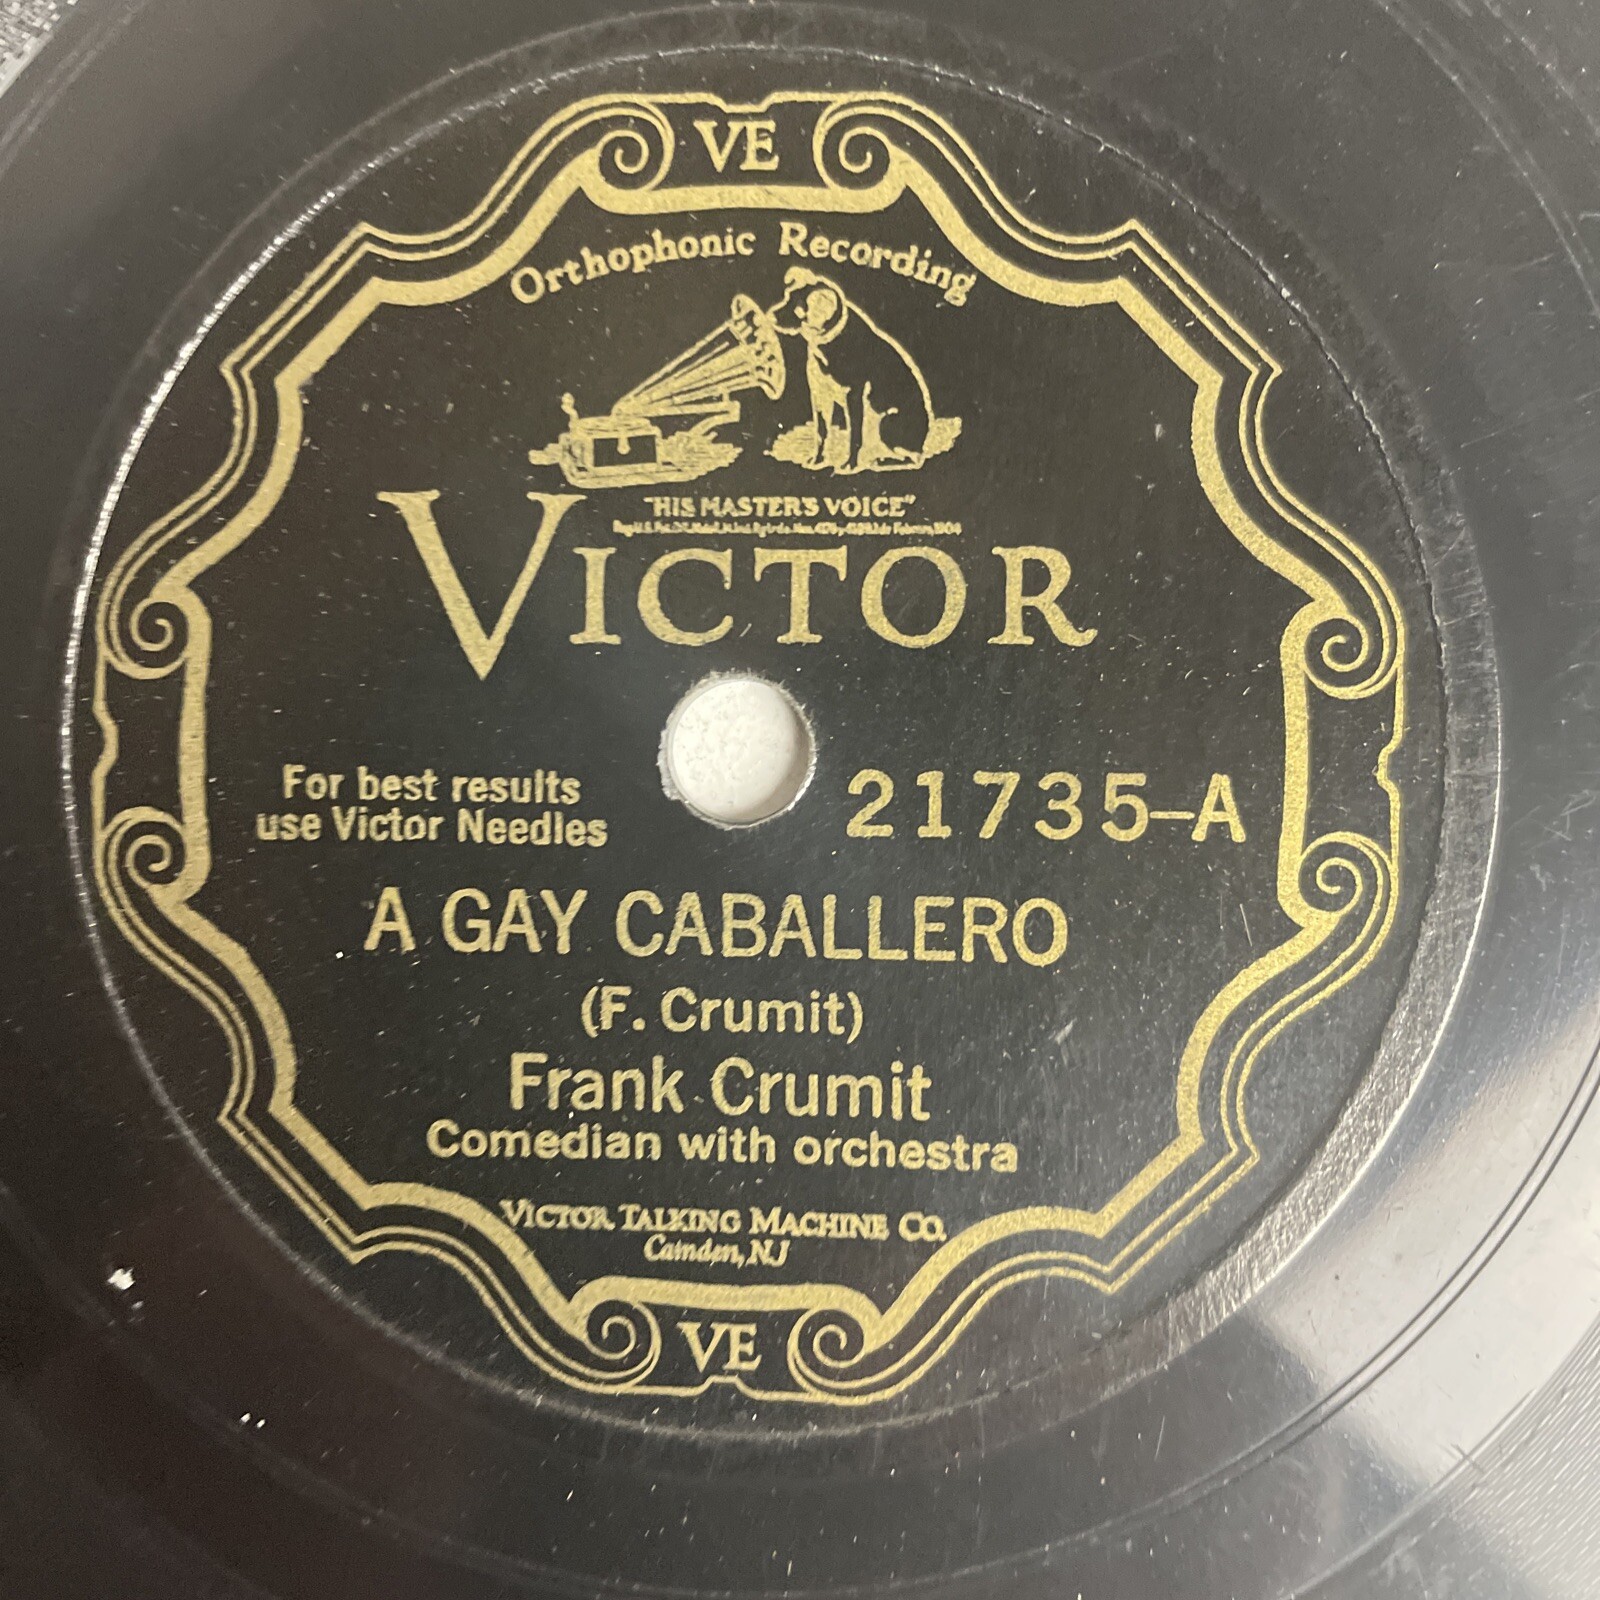 VE
Orthophonic Recording
"HIS MASTER'S VOICE"
VICTOR
For best results
use Victor Needles
21735-A
A GAY CABALLERO
(F. Crumit)
Frank Crumit
Comedian with orchestra
VICTOR TALKING MACHINE CO.
Camden, NJ
VE